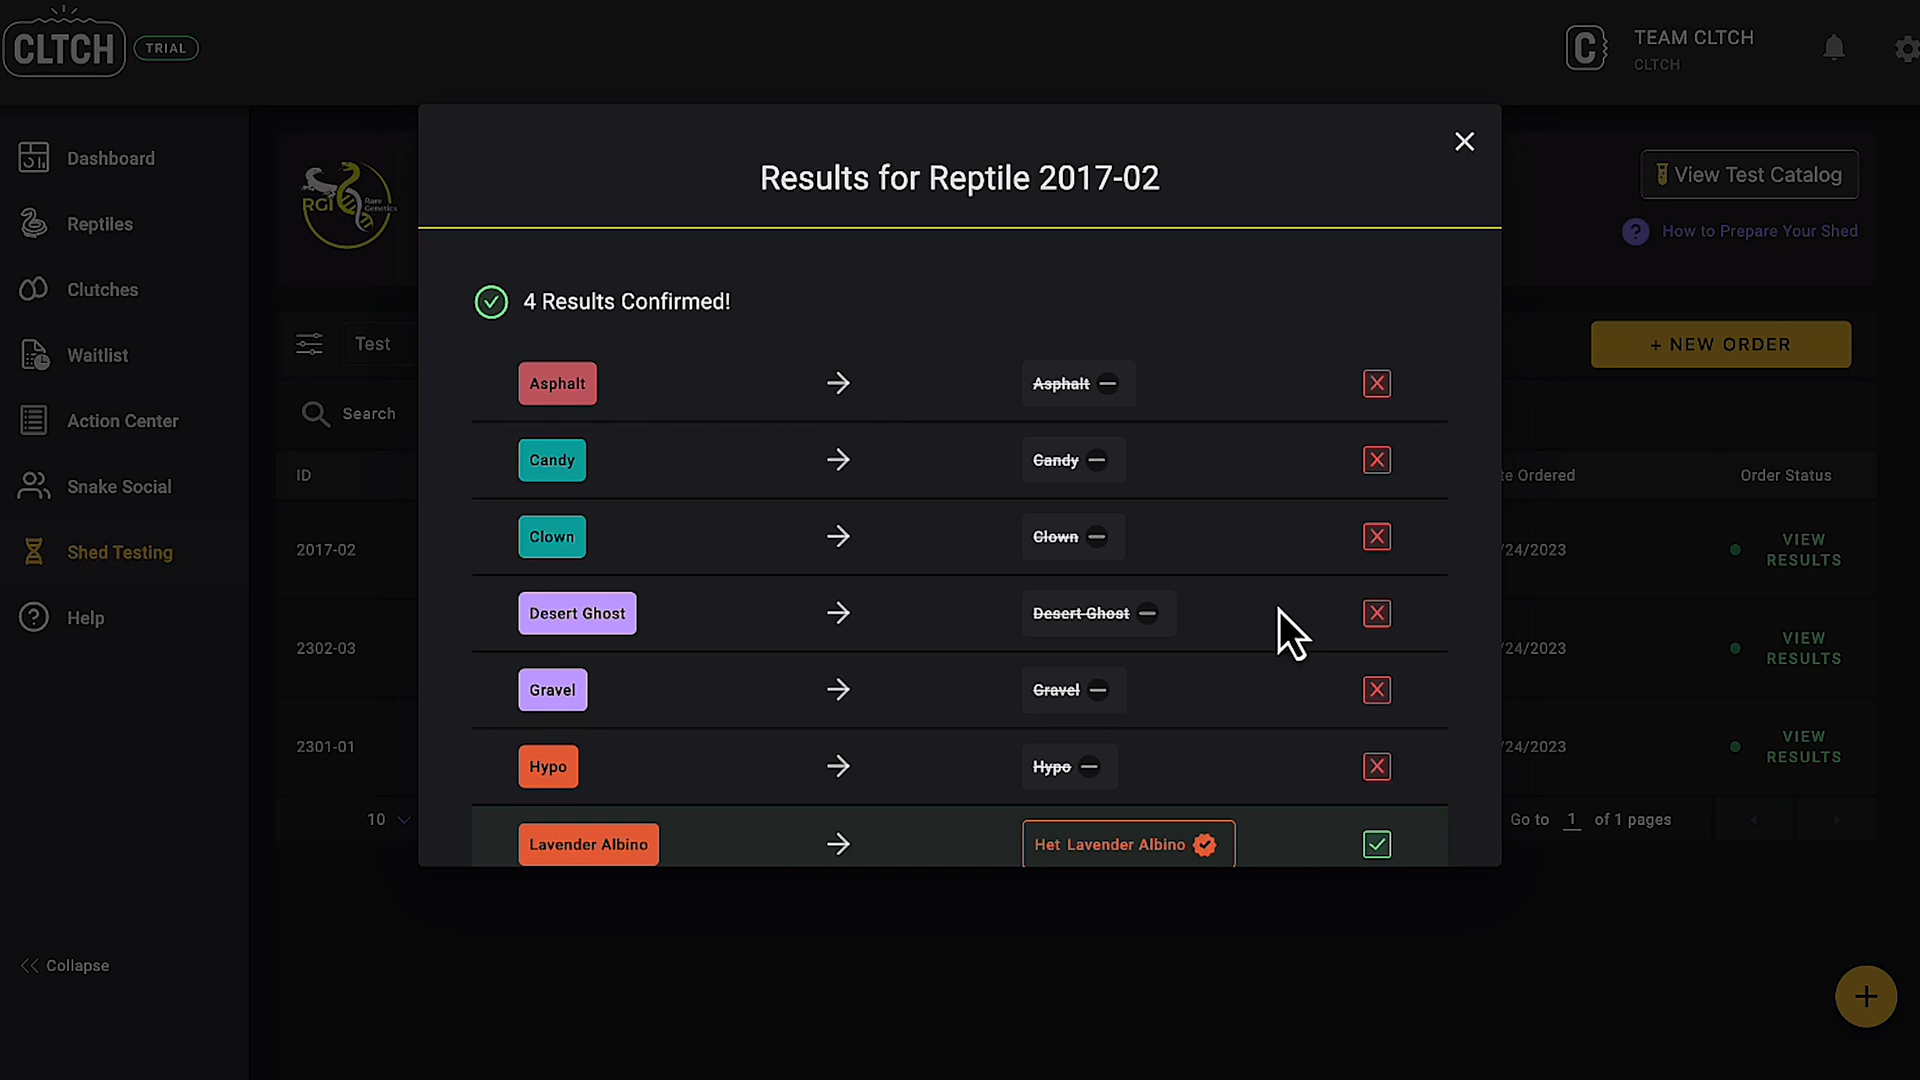 CLTCH
TRIAL
C
TEAM CLTCH
CLTCH
Dashboard
Reptiles
Clutches
Waitlist
Action Center
Snake Social
Shed Testing
Help
Collapse
RGI Rare Genetics
View Test Catalog
? How to Prepare Your Shed
Test
+ NEW ORDER
Search
ID
te Ordered
Order Status
2017-02
/24/2023
VIEW
RESULTS
2302-03
/24/2023
VIEW
RESULTS
2301-01
/24/2023
VIEW
RESULTS
10
Go to 1 of 1 pages
Results for Reptile 2017-02
4 Results Confirmed!
Asphalt → Asphalt
Candy → Candy
Clown → Clown
Desert Ghost → Desert Ghost
Gravel → Gravel
Hypo → Hypo
Lavender Albino → Het Lavender Albino